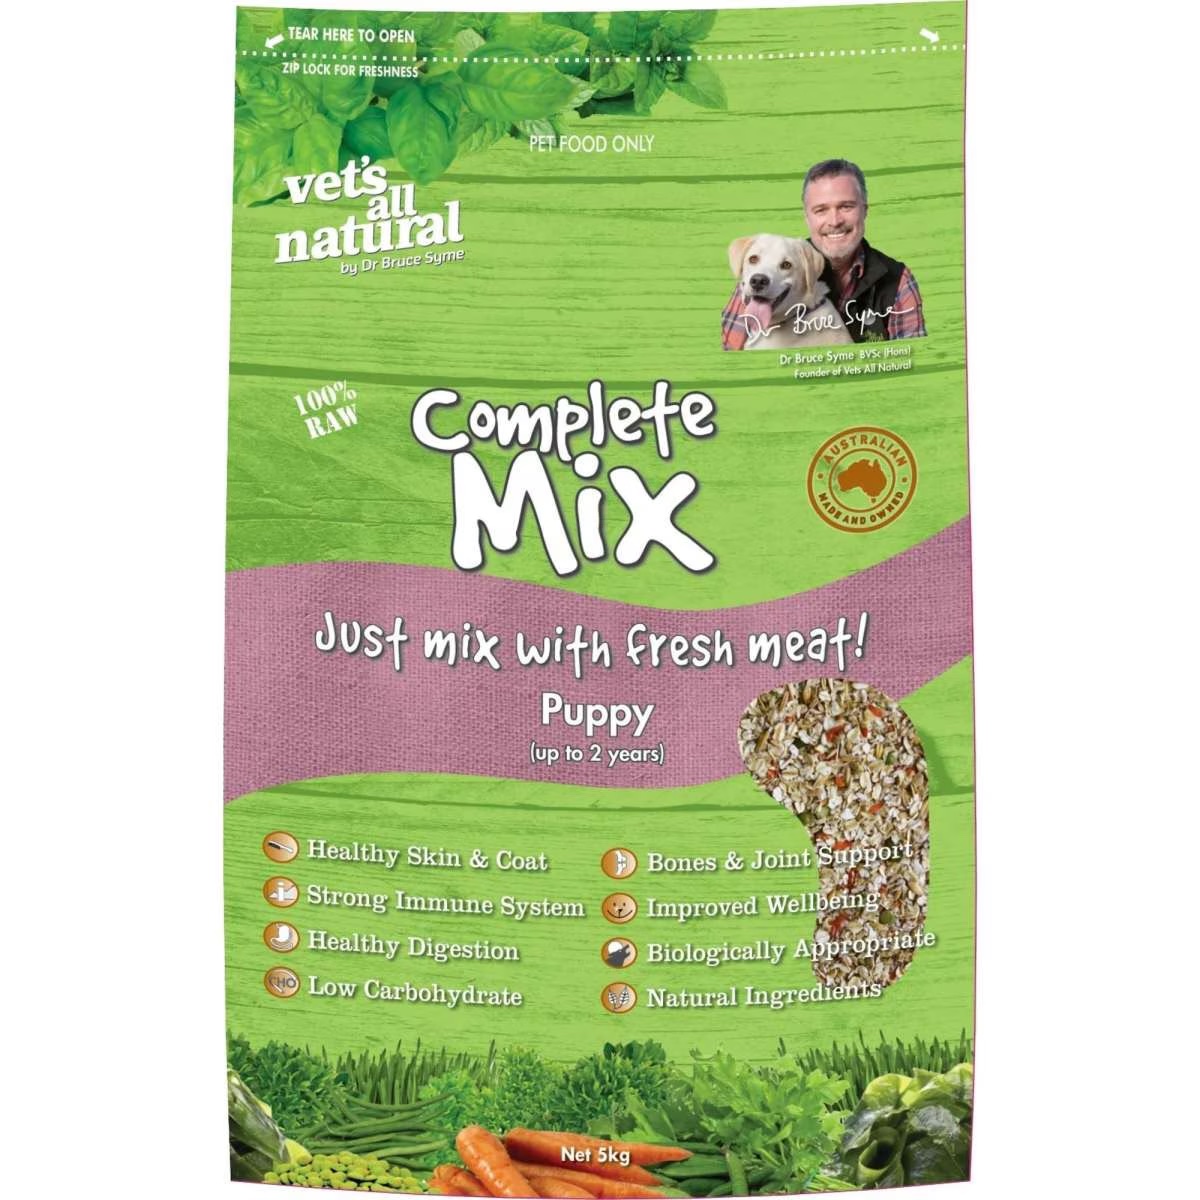 TEAR HERE TO OPEN
ZIP LOCK FOR FRESHNESS
PET FOOD ONLY
vet's
all
natural
by Dr Bruce Syme
Dr Bruce Syme
Dr Bruce Syme BVSc (Hons)
Founder of Vets All Natural
100%
RAW
Complete
Mix
AUSTRALIAN
MADE AND OWNED
Just mix with fresh meat!
Puppy
(up to 2 years)
Healthy Skin & Coat
Strong Immune System
Healthy Digestion
CHO
Low Carbohydrate
Bones & Joint Support
Improved Wellbeing
Biologically Appropriate
Natural Ingredients
Net 5kg